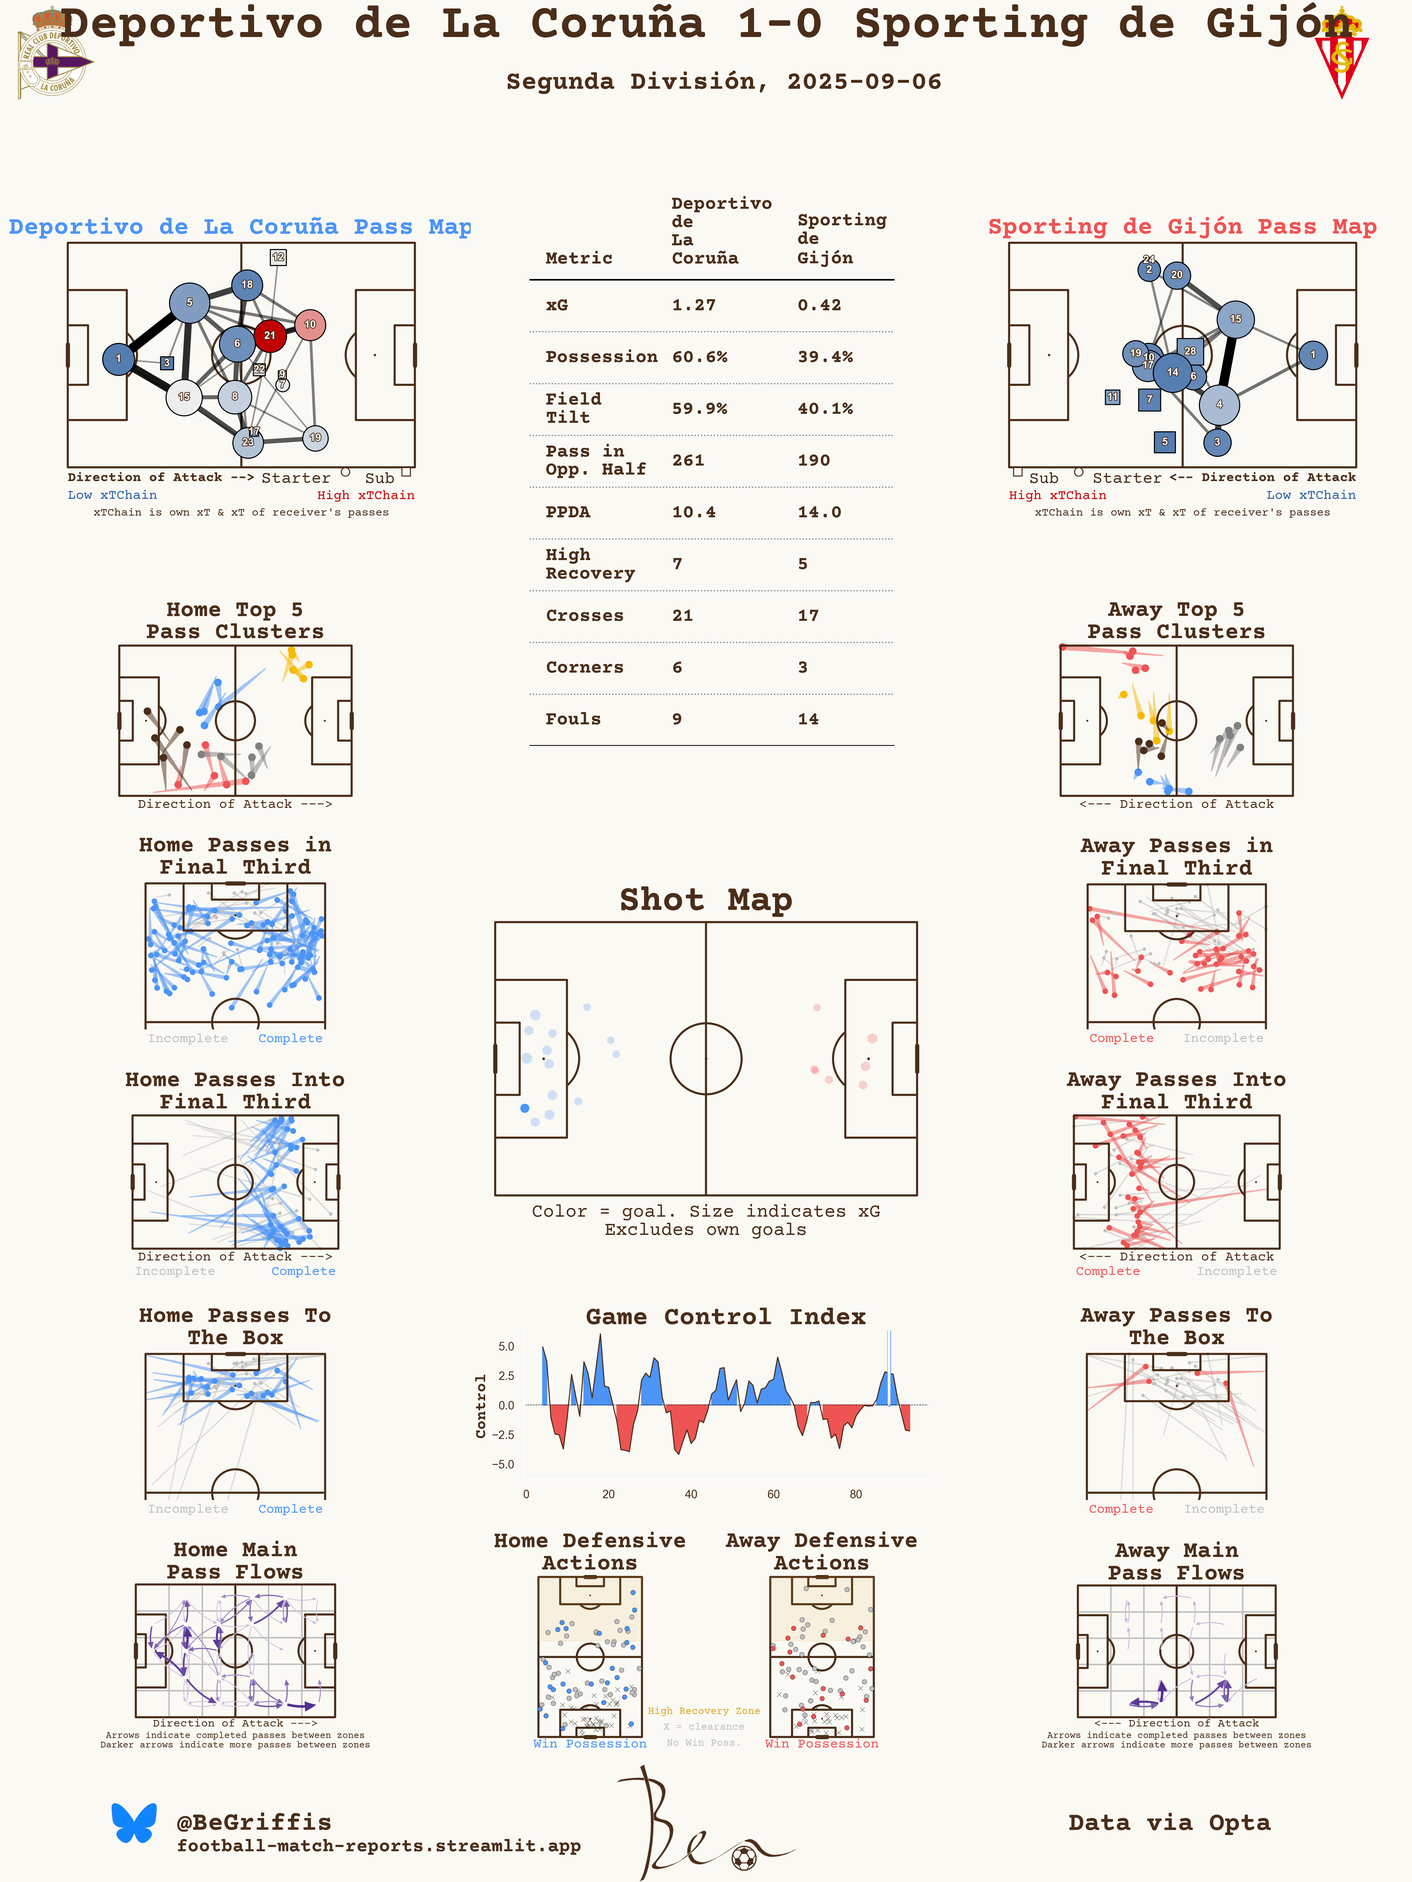 Deportivo de La Coruña 1-0 Sporting de Gijón
Segunda División, 2025-09-06
REAL CLUB DEPORTIVO
LA CORUÑA
Deportivo de La Coruña Pass Map
12
18
5
10
21
6
1
3
22
9
7
15
8
17
23
19
Direction of Attack --> Starter Sub
Low xTChain High xTChain
xTChain is own xT & xT of receiver's passes
Metric Deportivo de La Coruña Sporting de Gijón
xG 1.27 0.42
Possession 60.6% 39.4%
Field Tilt 59.9% 40.1%
Pass in Opp. Half 261 190
PPDA 10.4 14.0
High Recovery 7 5
Crosses 21 17
Corners 6 3
Fouls 9 14
Sporting de Gijón Pass Map
24
2
20
15
19
10
28
1
17
14
6
11
7
4
5
3
Sub Starter <-- Direction of Attack
High xTChain Low xTChain
xTChain is own xT & xT of receiver's passes
Home Top 5
Pass Clusters
Direction of Attack --->
Away Top 5
Pass Clusters
<--- Direction of Attack
Home Passes in
Final Third
Incomplete Complete
Away Passes in
Final Third
Complete Incomplete
Shot Map
Color = goal. Size indicates xG
Excludes own goals
Home Passes Into
Final Third
Direction of Attack --->
Incomplete Complete
Away Passes Into
Final Third
<--- Direction of Attack
Complete Incomplete
Home Passes To
The Box
Incomplete Complete
Game Control Index
Control
5.0
2.5
0.0
−2.5
−5.0
0 20 40 60 80
Away Passes To
The Box
Complete Incomplete
Home Main
Pass Flows
Direction of Attack --->
Arrows indicate completed passes between zones
Darker arrows indicate more passes between zones
Home Defensive
Actions
Win Possession
Away Defensive
Actions
Win Possession
High Recovery Zone
X = clearance
No Win Poss.
Away Main
Pass Flows
<--- Direction of Attack
Arrows indicate completed passes between zones
Darker arrows indicate more passes between zones
@BeGriffis
football-match-reports.streamlit.app
Ben
Data via Opta